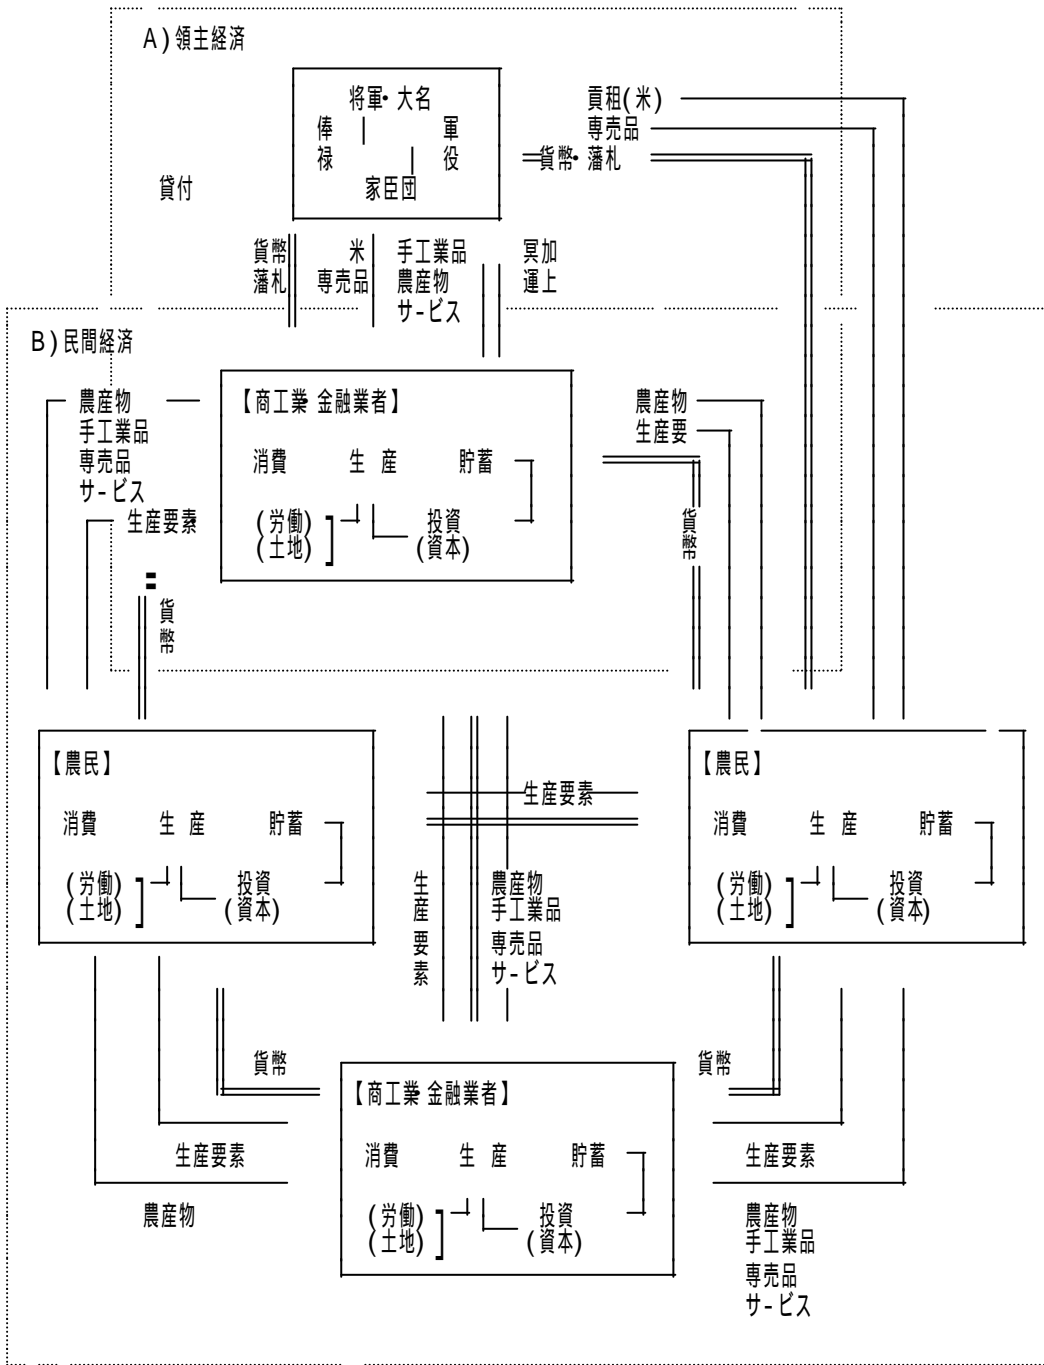 A)領主経済
将軍・大名
俸禄
軍役
家臣団
貢租(米)
専売品
貨幣・藩札
貸付
貨幣
藩札
米
専売品
手工業品
農産物
サービス
冥加
運上
B)民間経済
農産物
手工業品
専売品
サービス
生産要素
貨幣
【商工業・金融業者】
消費 生産 貯蓄
(労働) 投資
(土地) (資本)
農産物
生産要
貨幣
【農民】
消費 生産 貯蓄
(労働) 投資
(土地) (資本)
生産要素
生産要素
農産物
手工業品
専売品
サービス
【農民】
消費 生産 貯蓄
(労働) 投資
(土地) (資本)
貨幣
生産要素
農産物
【商工業・金融業者】
消費 生産 貯蓄
(労働) 投資
(土地) (資本)
貨幣
生産要素
農産物
手工業品
専売品
サービス